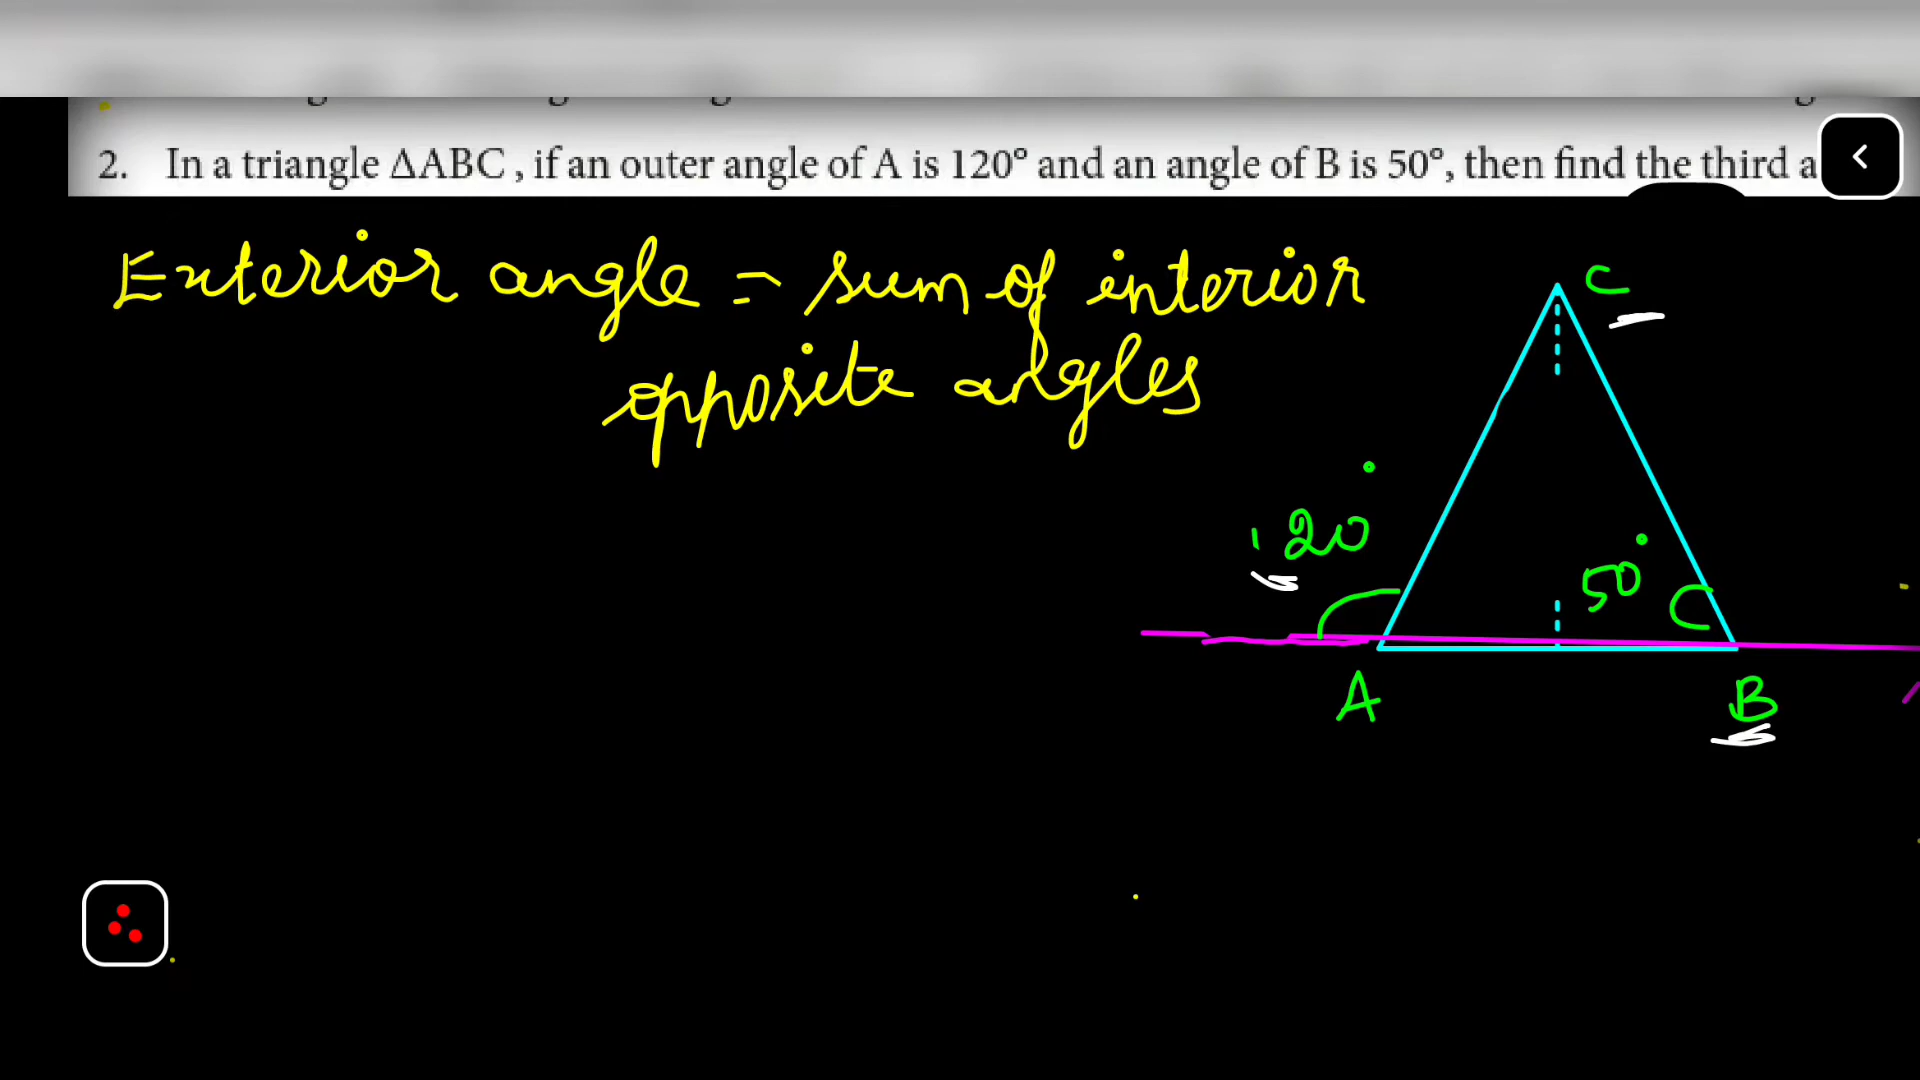 2. In a triangle ΔABC , if an outer angle of A is 120° and an angle of B is 50°, then find the third a
Exterior angle = sum of interior
opposite angles
C
120°
50°
A
B